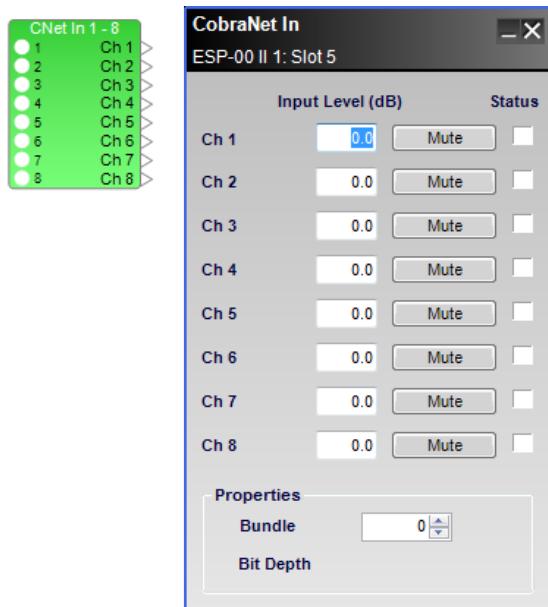 CNet In 1 - 8
1 Ch 1
2 Ch 2
3 Ch 3
4 Ch 4
5 Ch 5
6 Ch 6
7 Ch 7
8 Ch 8
CobraNet In
ESP-00 II 1: Slot 5
Input Level (dB) Status
Ch 1 0.0 Mute
Ch 2 0.0 Mute
Ch 3 0.0 Mute
Ch 4 0.0 Mute
Ch 5 0.0 Mute
Ch 6 0.0 Mute
Ch 7 0.0 Mute
Ch 8 0.0 Mute
Properties
Bundle 0
Bit Depth